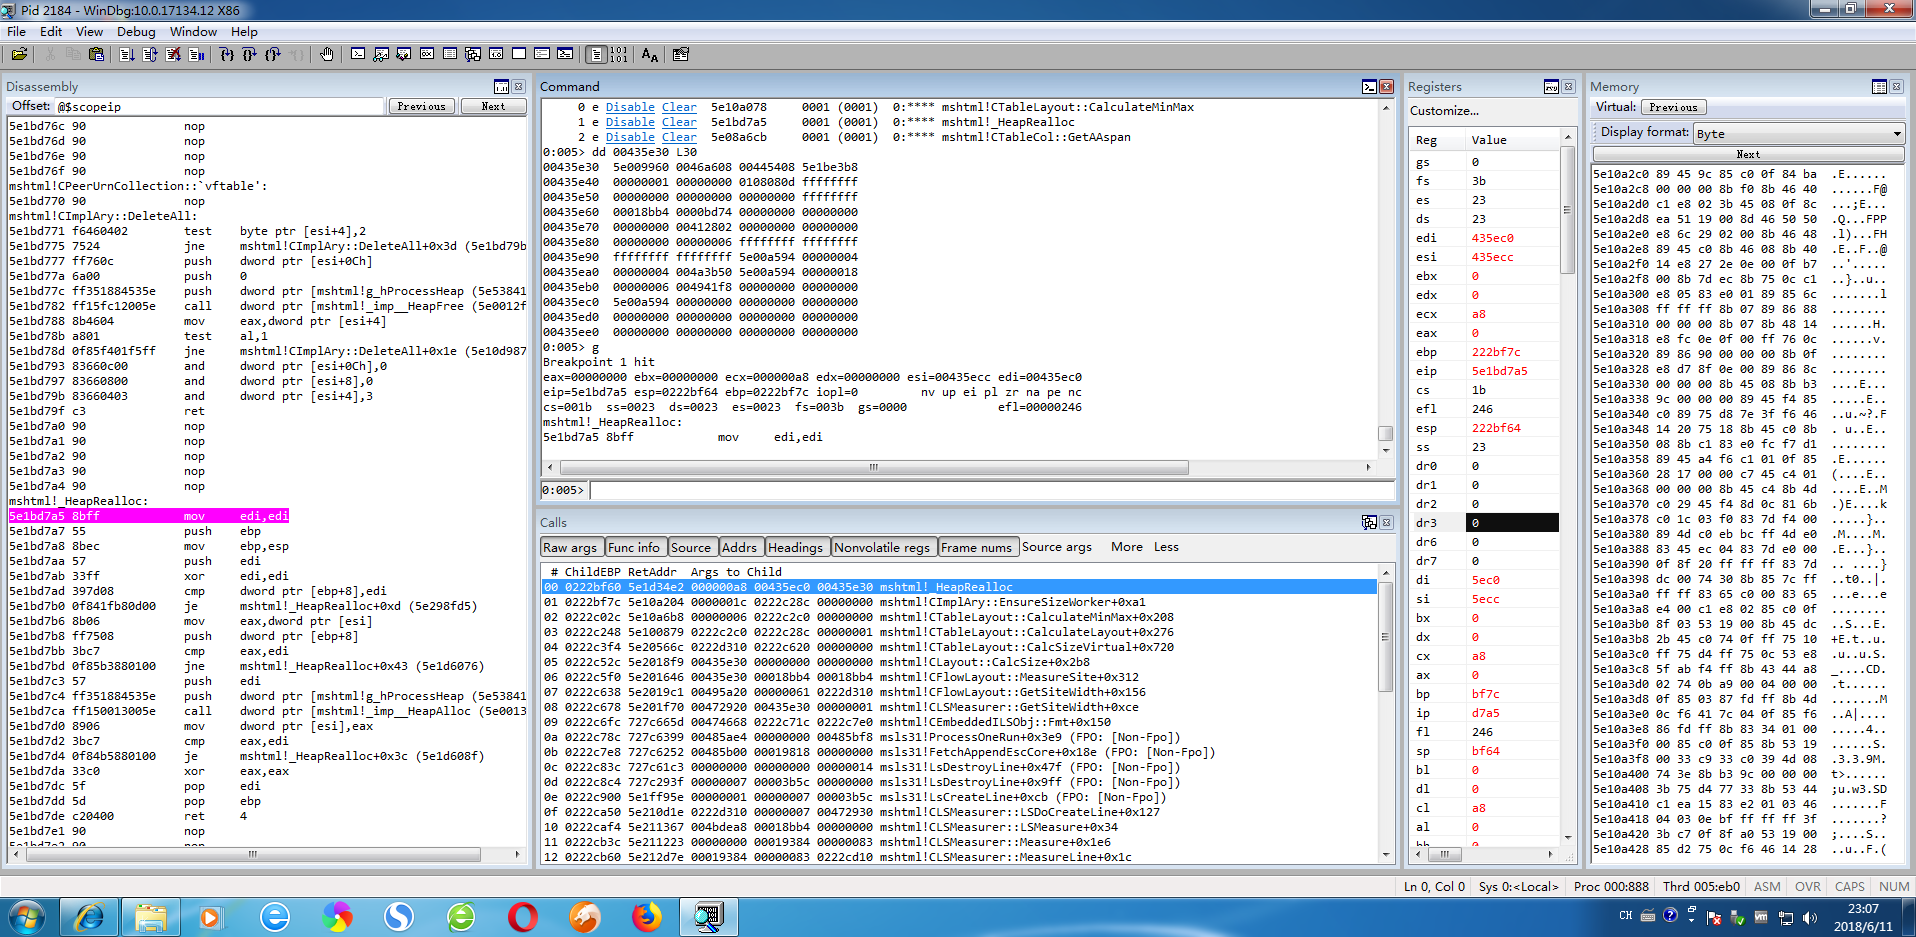 Pid 2184 - WinDbg:10.0.17134.12 X86
File Edit View Debug Window Help
Disassembly
Offset: @$scopeip Previous Next
5e1bd76c 90 nop
5e1bd76d 90 nop
5e1bd76e 90 nop
5e1bd76f 90 nop
mshtml!CPeerUrnCollection::`vftable':
5e1bd770 90 nop
mshtml!CImplAry::DeleteAll:
5e1bd771 f6460402 test byte ptr [esi+4],2
5e1bd775 7524 jne mshtml!CImplAry::DeleteAll+0x3d (5e1bd79b
5e1bd777 ff760c push dword ptr [esi+0Ch]
5e1bd77a 6a00 push 0
5e1bd77c ff351884535e push dword ptr [mshtml!g_hProcessHeap (5e53841
5e1bd782 ff15fc12005e call dword ptr [mshtml!_imp__HeapFree (5e0012f
5e1bd788 8b4604 mov eax,dword ptr [esi+4]
5e1bd78b a801 test al,1
5e1bd78d 0f85f401f5ff jne mshtml!CImplAry::DeleteAll+0x1e (5e10d987
5e1bd793 83660c00 and dword ptr [esi+0Ch],0
5e1bd797 83660800 and dword ptr [esi+8],0
5e1bd79b 83660403 and dword ptr [esi+4],3
5e1bd79f c3 ret
5e1bd7a0 90 nop
5e1bd7a1 90 nop
5e1bd7a2 90 nop
5e1bd7a3 90 nop
5e1bd7a4 90 nop
mshtml!_HeapRealloc:
5e1bd7a5 8bff mov edi,edi
5e1bd7a7 55 push ebp
5e1bd7a8 8bec mov ebp,esp
5e1bd7aa 57 push edi
5e1bd7ab 33ff xor edi,edi
5e1bd7ad 397d08 cmp dword ptr [ebp+8],edi
5e1bd7b0 0f841fb80d00 je mshtml!_HeapRealloc+0xd (5e298fd5)
5e1bd7b6 8b06 mov eax,dword ptr [esi]
5e1bd7b8 ff7508 push dword ptr [ebp+8]
5e1bd7bb 3bc7 cmp eax,edi
5e1bd7bd 0f85b3880100 jne mshtml!_HeapRealloc+0x43 (5e1d6076)
5e1bd7c3 57 push edi
5e1bd7c4 ff351884535e push dword ptr [mshtml!g_hProcessHeap (5e53841
5e1bd7ca ff150013005e call dword ptr [mshtml!_imp__HeapAlloc (5e0013
5e1bd7d0 8906 mov dword ptr [esi],eax
5e1bd7d2 3bc7 cmp eax,edi
5e1bd7d4 0f84b5880100 je mshtml!_HeapRealloc+0x3c (5e1d608f)
5e1bd7da 33c0 xor eax,eax
5e1bd7dc 5f pop edi
5e1bd7dd 5d pop ebp
5e1bd7de c20400 ret 4
5e1bd7e1 90 nop
Command
0 e Disable Clear 5e10a078 0001 (0001) 0:**** mshtml!CTableLayout::CalculateMinMax
1 e Disable Clear 5e1bd7a5 0001 (0001) 0:**** mshtml!_HeapRealloc
2 e Disable Clear 5e08a6cb 0001 (0001) 0:**** mshtml!CTableCol::GetAAspan
0:005> dd 00435e30 L30
00435e30 5e009960 0046a608 00445408 5e1be3b8
00435e40 00000001 00000000 0108080d ffffffff
00435e50 00000000 00000000 00000000 ffffffff
00435e60 00018bb4 0000bd74 00000000 00000000
00435e70 00000000 00412802 00000000 00000000
00435e80 00000000 00000006 ffffffff ffffffff
00435e90 ffffffff ffffffff 5e00a594 00000004
00435ea0 00000004 004a3b50 5e00a594 00000018
00435eb0 00000006 004941f8 00000000 00000000
00435ec0 5e00a594 00000000 00000000 00000000
00435ed0 00000000 00000000 00000000 00000000
00435ee0 00000000 00000000 00000000 00000000
0:005> g
Breakpoint 1 hit
eax=00000000 ebx=00000000 ecx=000000a8 edx=00000000 esi=00435ecc edi=00435ec0
eip=5e1bd7a5 esp=0222bf64 ebp=0222bf7c iopl=0 nv up ei pl zr na pe nc
cs=001b ss=0023 ds=0023 es=0023 fs=003b gs=0000 efl=00000246
mshtml!_HeapRealloc:
5e1bd7a5 8bff mov edi,edi
0:005>
Calls
Raw args Func info Source Addrs Headings Nonvolatile regs Frame nums Source args More Less
# ChildEBP RetAddr Args to Child
00 0222bf60 5e1d34e2 000000a8 00435ec0 00435e30 mshtml!_HeapRealloc
01 0222bf7c 5e10a204 0000001c 0222c28c 00000000 mshtml!CImplAry::EnsureSizeWorker+0xa1
02 0222c02c 5e10a6b8 00000006 0222c2c0 00000000 mshtml!CTableLayout::CalculateMinMax+0x208
03 0222c248 5e100879 0222c2c0 0222c28c 00000001 mshtml!CTableLayout::CalculateLayout+0x276
04 0222c3f4 5e20566c 0222d310 0222c620 00000000 mshtml!CTableLayout::CalcSizeVirtual+0x720
05 0222c52c 5e2018f9 00435e30 00000000 00000000 mshtml!CLayout::CalcSize+0x2b8
06 0222c5f0 5e201646 00435e30 00018bb4 00018bb4 mshtml!CFlowLayout::MeasureSite+0x312
07 0222c638 5e2019c1 00495a20 00000061 0222d310 mshtml!CFlowLayout::GetSiteWidth+0x156
08 0222c678 5e201f70 00472920 00435e30 00000001 mshtml!CLSMeasurer::GetSiteWidth+0xce
09 0222c6fc 727c665d 00474668 0222c71c 0222c7e0 mshtml!CEmbeddedILSObj::Fmt+0x150
0a 0222c78c 727c6399 00485ae4 00000000 00485bf8 msls31!ProcessOneRun+0x3e9 (FPO: [Non-Fpo])
0b 0222c7e8 727c6252 00485b00 00019818 00000000 msls31!FetchAppendEscCore+0x18e (FPO: [Non-Fpo])
0c 0222c83c 727c61c3 00000000 00000000 00000014 msls31!LsDestroyLine+0x47f (FPO: [Non-Fpo])
0d 0222c8c4 727c293f 00000007 00003b5c 00000000 msls31!LsDestroyLine+0x9ff (FPO: [Non-Fpo])
0e 0222c900 5e1ff95e 00000001 00000007 00003b5c msls31!LsCreateLine+0xcb (FPO: [Non-Fpo])
0f 0222ca50 5e210d1e 0222d310 00000007 00472930 mshtml!CLSMeasurer::LSDoCreateLine+0x127
10 0222caf4 5e211367 004bdea8 00018bb4 00000000 mshtml!CLSMeasurer::LSMeasure+0x34
11 0222cb3c 5e211223 00000000 00019384 00000083 mshtml!CLSMeasurer::Measure+0x1e6
12 0222cb60 5e212d7e 00019384 00000083 0222cd10 mshtml!CLSMeasurer::MeasureLine+0x1c
Registers
Customize...
Reg Value
gs 0
fs 3b
es 23
ds 23
edi 435ec0
esi 435ecc
ebx 0
edx 0
ecx a8
eax 0
ebp 222bf7c
eip 5e1bd7a5
cs 1b
efl 246
esp 222bf64
ss 23
dr0 0
dr1 0
dr2 0
dr3 0
dr6 0
dr7 0
di 5ec0
si 5ecc
bx 0
dx 0
cx a8
ax 0
bp bf7c
ip d7a5
fl 246
sp bf64
bl 0
dl 0
cl a8
al 0
Memory
Virtual: Previous
Display format: Byte
Next
5e10a2c0 89 45 9c 85 c0 0f 84 ba .E......
5e10a2c8 00 00 00 8b f0 8b 46 40 ......F@
5e10a2d0 c1 e8 02 3b 45 08 0f 8c ...;E...
5e10a2d8 ea 51 19 00 8d 46 50 50 .Q...FPP
5e10a2e0 e8 6c 29 02 00 8b 46 48 .l)...FH
5e10a2e8 89 45 c0 8b 46 08 8b 40 .E..F..@
5e10a2f0 14 e8 27 2e 0e 00 0f b7 ..'.....
5e10a2f8 00 8b 7d ec 8b 75 0c c1 ..}..u..
5e10a300 e8 05 83 e0 01 89 85 6c .......l
5e10a308 ff ff ff 8b 07 89 86 88 ........
5e10a310 00 00 00 8b 07 8b 48 14 ......H.
5e10a318 e8 fc 0e 0f 00 ff 76 0c ......v.
5e10a320 89 86 90 00 00 00 8b 0f ........
5e10a328 e8 d7 8f 0e 00 89 86 8c ........
5e10a330 00 00 00 8b 45 08 8b b3 ....E...
5e10a338 9c 00 00 00 89 45 f4 85 .....E..
5e10a340 c0 89 75 d8 7e 3f f6 46 ..u.~?.F
5e10a348 14 20 75 18 8b 45 c0 8b . u..E..
5e10a350 08 8b c1 83 e0 fc f7 d1 ........
5e10a358 89 45 a4 f6 c1 01 0f 85 .E......
5e10a360 28 17 00 00 c7 45 c4 01 (....E..
5e10a368 00 00 00 8b 45 c4 8b 4d ....E..M
5e10a370 c0 29 45 f4 8d 0c 81 6b .)E....k
5e10a378 c0 1c 03 f0 83 7d f4 00 .....}..
5e10a380 89 4d c0 eb bc ff 4d e0 .M....M.
5e10a388 83 45 ec 04 83 7d e0 00 .E...}..
5e10a390 0f 8f 20 ff ff ff 83 7d .. ....}
5e10a398 dc 00 74 30 8b 85 7c ff ..t0..|.
5e10a3a0 ff ff 83 65 c0 00 83 65 ...e...e
5e10a3a8 e4 00 c1 e8 02 85 c0 0f ........
5e10a3b0 8f 03 53 19 00 8b 45 dc ..S...E.
5e10a3b8 2b 45 c0 74 0f ff 75 10 +E.t..u.
5e10a3c0 ff 75 d4 ff 75 0c 53 e8 .u..u.S.
5e10a3c8 5f ab f4 ff 8b 43 44 a8 _....CD.
5e10a3d0 02 74 0b a9 00 04 00 00 .t......
5e10a3d8 0f 85 03 87 fd ff 8b 4d .......M
5e10a3e0 0c f6 41 7c 04 0f 85 f6 ..A|....
5e10a3e8 86 fd ff 8b 83 34 01 00 .....4..
5e10a3f0 00 85 c0 0f 85 8b 53 19 ......S.
5e10a3f8 00 33 c9 33 c0 39 4d 08 .3.3.9M.
5e10a400 74 3e 8b b3 9c 00 00 00 t>......
5e10a408 3b 75 d4 77 33 8b 53 44 ;u.w3.SD
5e10a410 c1 ea 15 83 e2 01 03 46 .......F
5e10a418 04 03 0e bf ff ff ff 3f .......?
5e10a420 3b c7 0f 8f a0 53 19 00 ;....S..
5e10a428 85 d2 75 0c f6 46 14 28 ..u..F.(
Ln 0, Col 0 Sys 0:<Local> Proc 000:888 Thrd 005:eb0 ASM OVR CAPS NUM
CH
23:07
2018/6/11